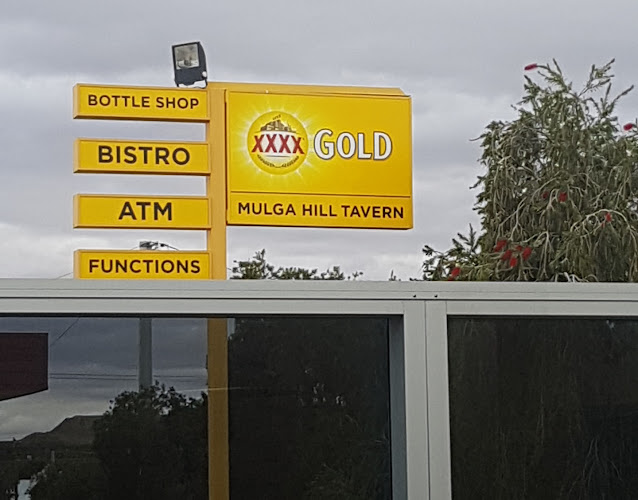 BOTTLE SHOP
BISTRO
ATM
FUNCTIONS
XXXX GOLD
MULGA HILL TAVERN